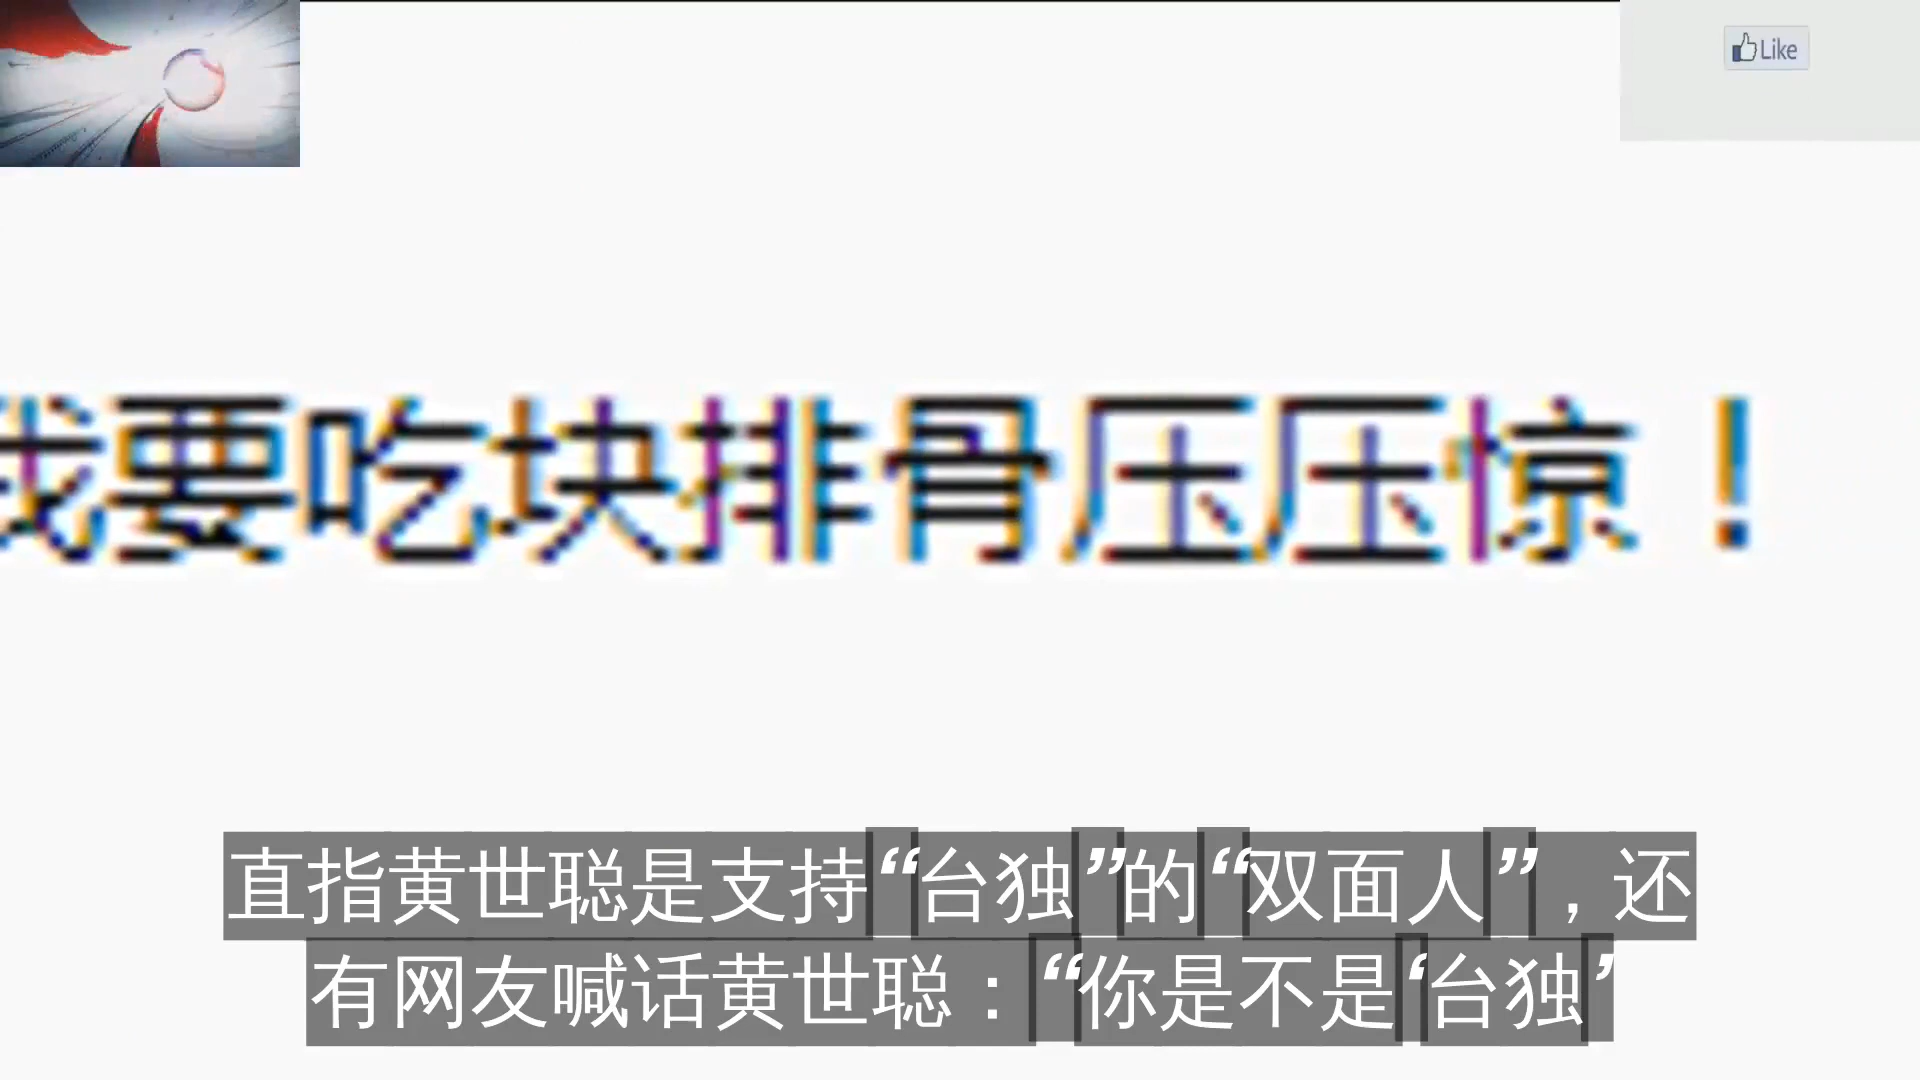 Like
我要吃块排骨压压惊！
直指黄世聪是支持“台独”的“双面人”，还
有网友喊话黄世聪：“你是不是‘台独’